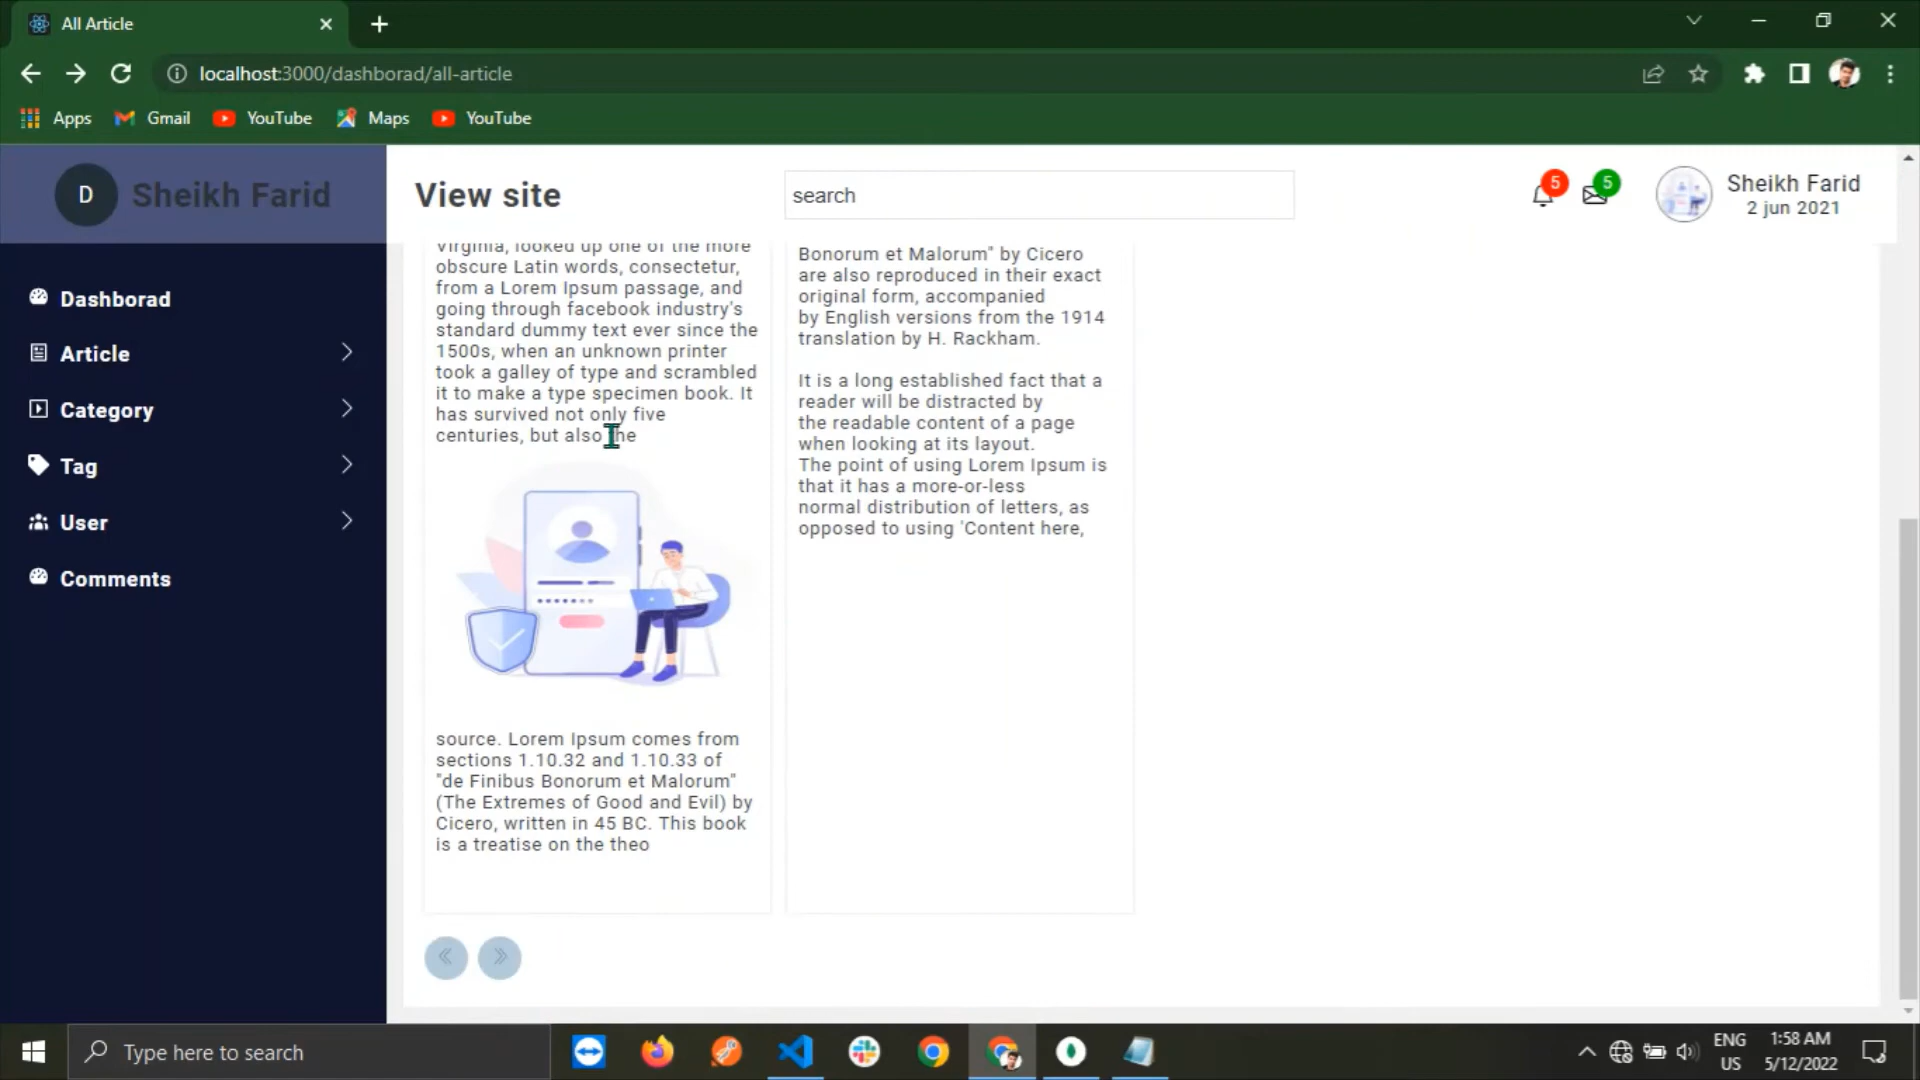 All Article
localhost:3000/dashborad/all-article
Apps Gmail YouTube Maps YouTube
D Sheikh Farid
View site
search
5
5
Sheikh Farid
2 jun 2021
Dashborad
Article
Category
Tag
User
Comments
Virginia, looked up one of the more
obscure Latin words, consectetur,
from a Lorem Ipsum passage, and
going through facebook industry's
standard dummy text ever since the
1500s, when an unknown printer
took a galley of type and scrambled
it to make a type specimen book. It
has survived not only five
centuries, but also the
source. Lorem Ipsum comes from
sections 1.10.32 and 1.10.33 of
"de Finibus Bonorum et Malorum"
(The Extremes of Good and Evil) by
Cicero, written in 45 BC. This book
is a treatise on the theo
Bonorum et Malorum" by Cicero
are also reproduced in their exact
original form, accompanied
by English versions from the 1914
translation by H. Rackham.
It is a long established fact that a
reader will be distracted by
the readable content of a page
when looking at its layout.
The point of using Lorem Ipsum is
that it has a more-or-less
normal distribution of letters, as
opposed to using 'Content here,
Type here to search
ENG
US
1:58 AM
5/12/2022